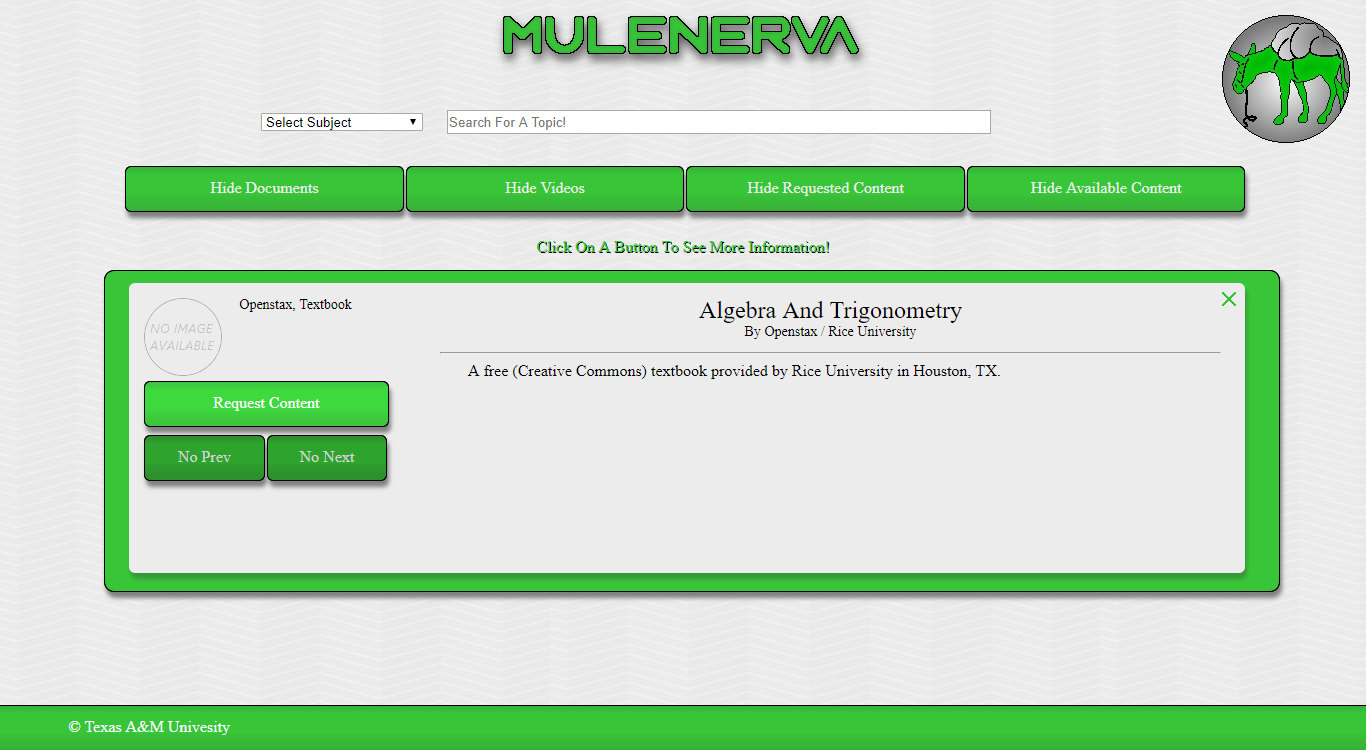 MULENERVA
Select Subject
Search For A Topic!
Hide Documents
Hide Videos
Hide Requested Content
Hide Available Content
Click On A Button To See More Information!
NO IMAGE
AVAILABLE
Openstax, Textbook
Request Content
No Prev
No Next
Algebra And Trigonometry
By Openstax / Rice University
A free (Creative Commons) textbook provided by Rice University in Houston, TX.
© Texas A&M Univesity